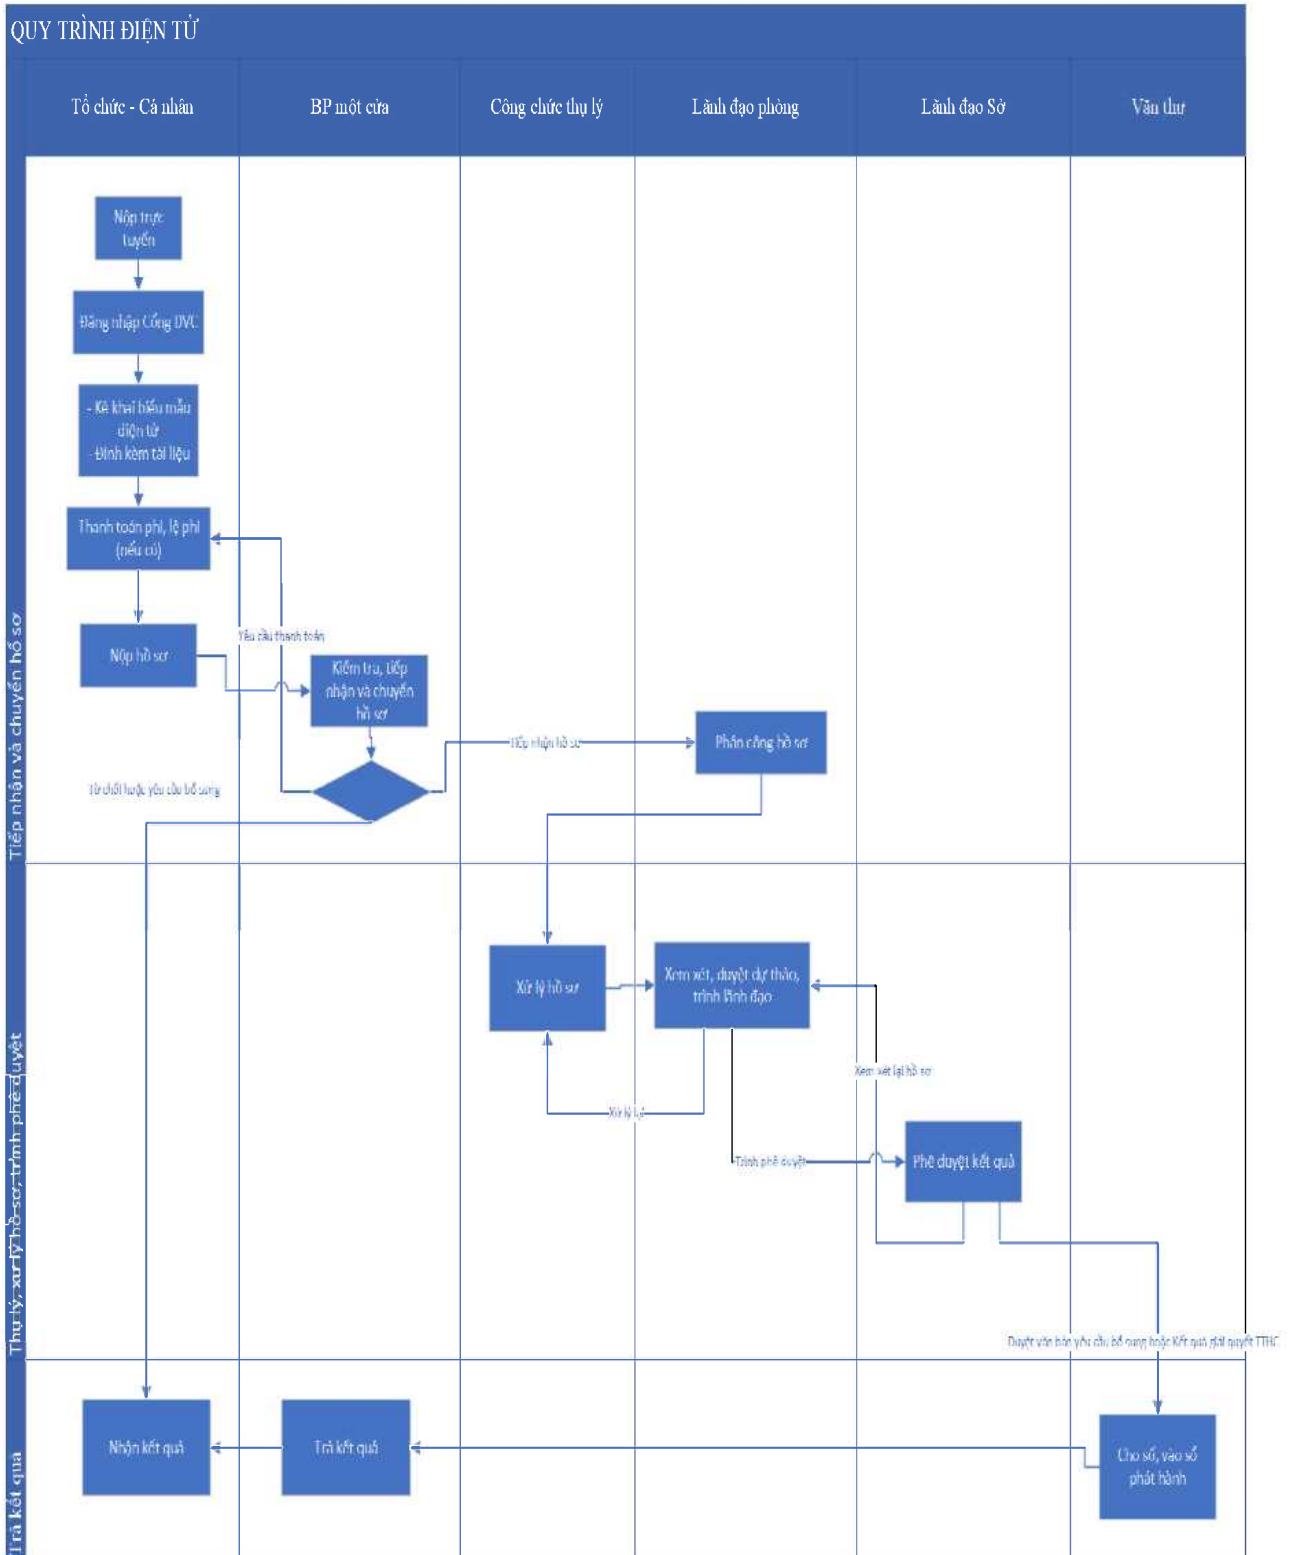 QUY TRÌNH ĐIỆN TỬ
Tổ chức - Cá nhân
BP một cửa
Công chức thụ lý
Lãnh đạo phòng
Lãnh đạo Sở
Văn thư
Tiếp nhận và chuyển hồ sơ
Nộp trực
tuyến
Đăng nhập Cổng DVC
- Kê khai biểu mẫu
điện tử
- Đính kèm tài liệu
Thanh toán phí, lệ phí
(nếu có)
Yêu cầu thanh toán
Nộp hồ sơ
Kiểm tra, tiếp
nhận và chuyển
hồ sơ
Tiếp nhận hồ sơ
Phân công hồ sơ
Từ chối hoặc yêu cầu bổ sung
Thụ lý, xử lý hồ sơ, trình phê duyệt
Xử lý hồ sơ
Xem xét, duyệt dự thảo,
trình lãnh đạo
Xem xét lại hồ sơ
Xử lý lại
Trình phê duyệt
Phê duyệt kết quả
Duyệt văn bản yêu cầu bổ sung hoặc Kết quả giải quyết TTHC
Trả kết quả
Nhận kết quả
Trả kết quả
Cho số, vào sổ
phát hành